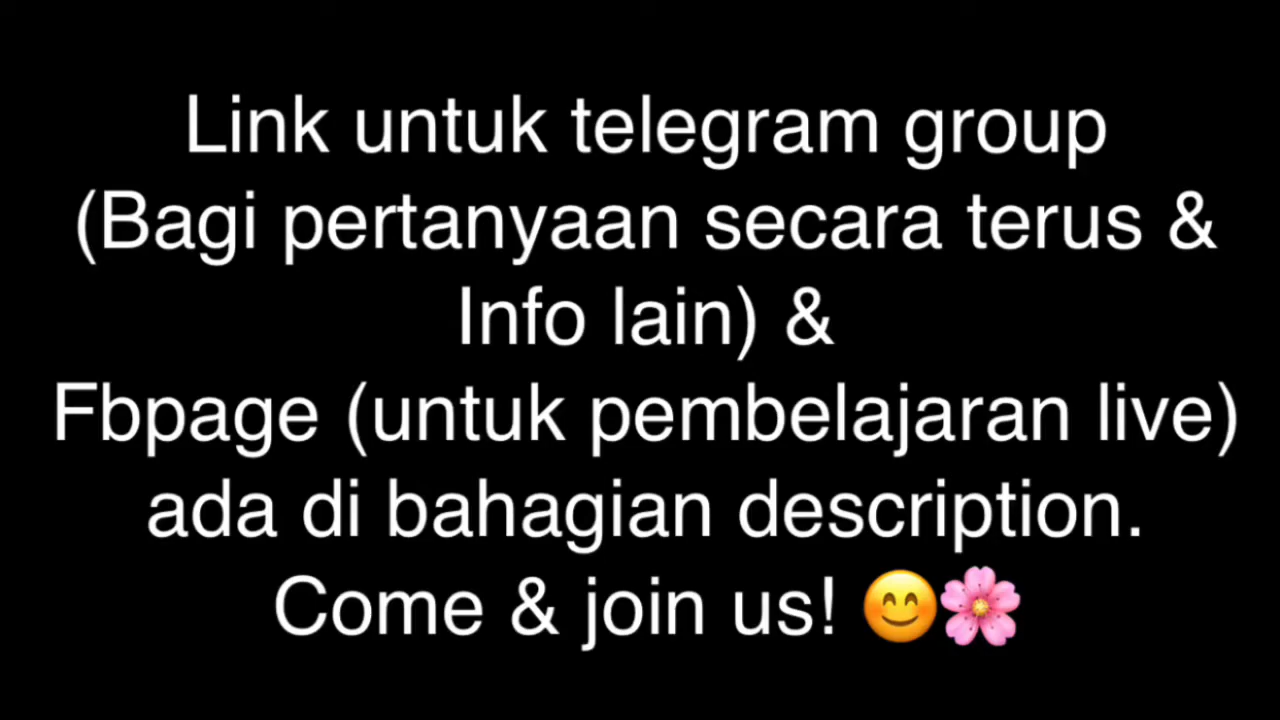 Link untuk telegram group
(Bagi pertanyaan secara terus &
Info lain) &
Fbpage (untuk pembelajaran live)
ada di bahagian description.
Come & join us! 😊🌸